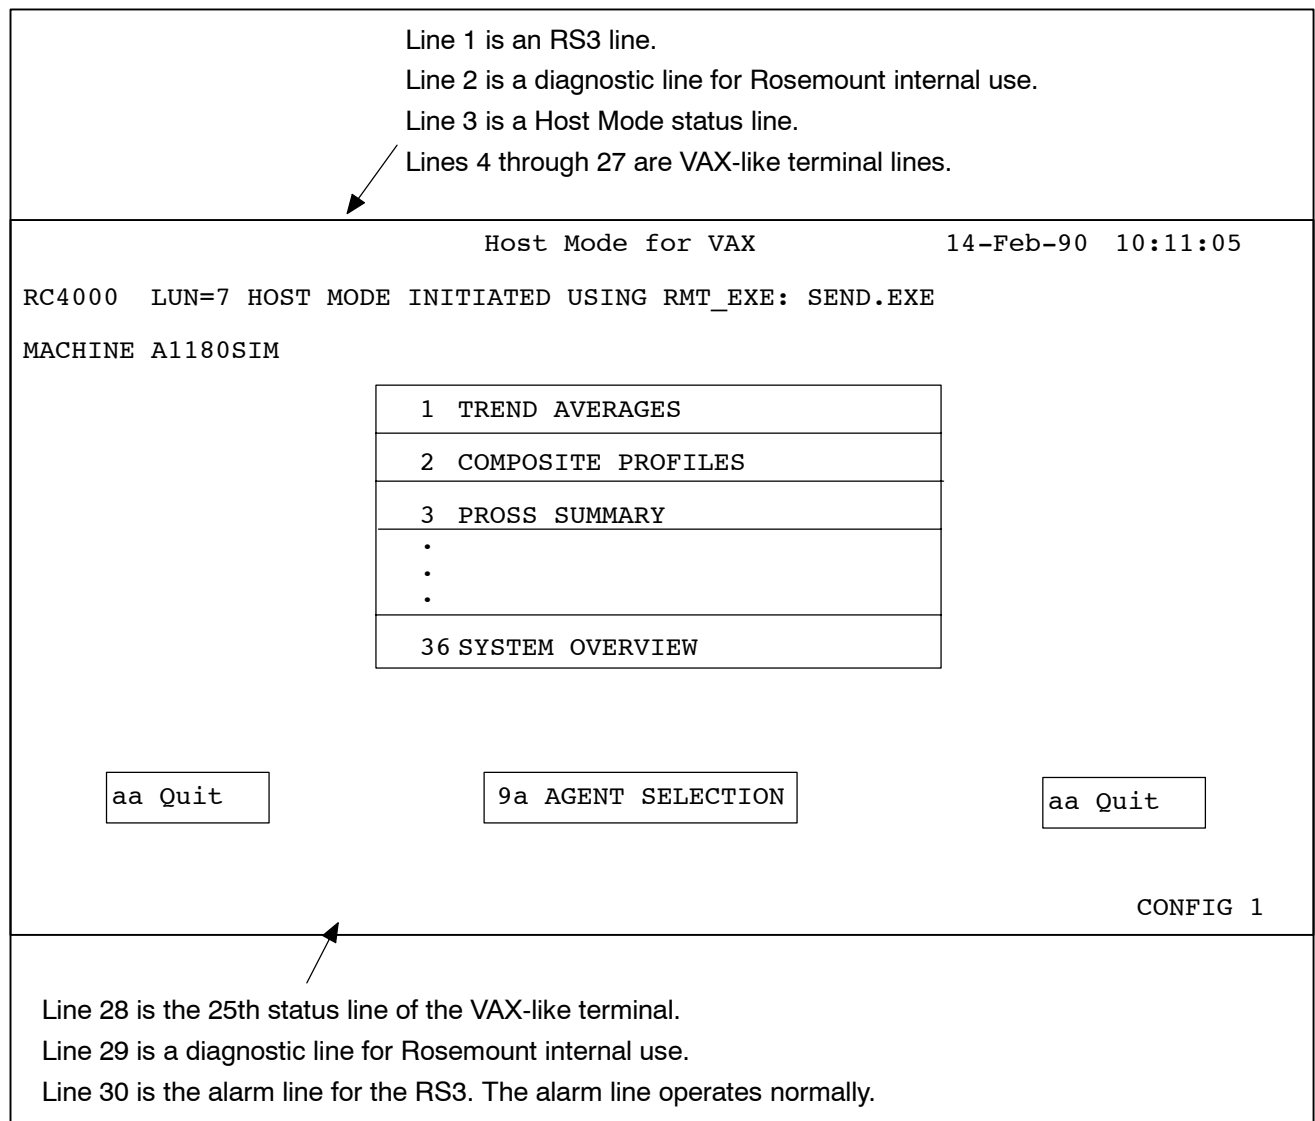 Line 1 is an RS3 line.
Line 2 is a diagnostic line for Rosemount internal use.
Line 3 is a Host Mode status line.
Lines 4 through 27 are VAX-like terminal lines.
Host Mode for VAX 14-Feb-90 10:11:05
RC4000 LUN=7 HOST MODE INITIATED USING RMT_EXE: SEND.EXE
MACHINE A1180SIM
1 TREND AVERAGES
2 COMPOSITE PROFILES
3 PROSS SUMMARY
.
.
.
36 SYSTEM OVERVIEW
aa Quit 9a AGENT SELECTION aa Quit
CONFIG 1
Line 28 is the 25th status line of the VAX-like terminal.
Line 29 is a diagnostic line for Rosemount internal use.
Line 30 is the alarm line for the RS3. The alarm line operates normally.